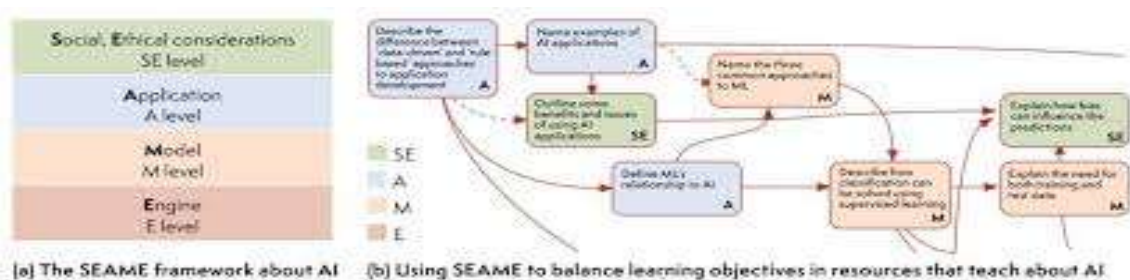 Social, Ethical considerations
SE level
Application
A level
Model
M level
Engine
E level
(a) The SEAME framework about AI
Describe the
difference between
'data-driven' and 'rule
based' approaches
to application
development
A
Name examples of
AI applications
A
Name the three
common approaches
to ML
M
Outline some
benefits and issues
of using AI
applications
SE
Explain how bias
can influence the
predictions
SE
Define ML's
relationship to AI
A
Describe how
classification can
be solved using
supervised learning
M
Explain the need for
both training and
test data
M
SE
A
M
E
(b) Using SEAME to balance learning objectives in resources that teach about AI